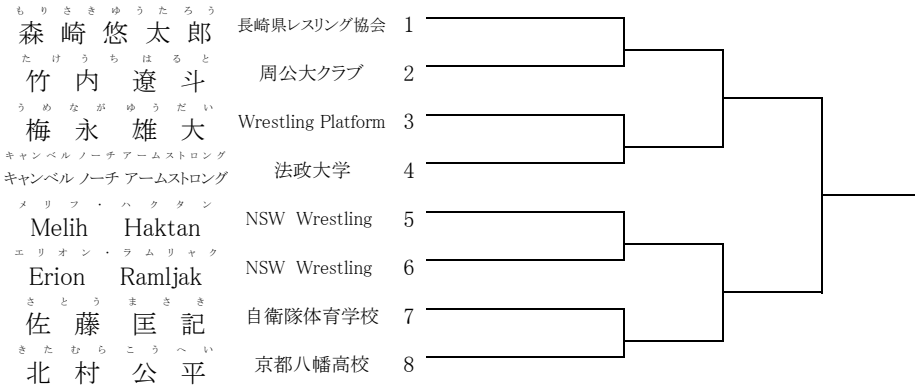 もりさきゆうたろう
森崎悠太郎 長崎県レスリング協会 1
たけうちはると
竹内遼斗 周公大クラブ 2
うめながゆうだい
梅永雄大 Wrestling Platform 3
キャンベル ノーチ アームストロング
キャンベル ノーチ アームストロング 法政大学 4
メリフ・ハクタン
Melih Haktan NSW Wrestling 5
エリオン・ラムリャク
Erion Ramljak NSW Wrestling 6
さとうまさき
佐藤匡記 自衛隊体育学校 7
きたむらこうへい
北村公平 京都八幡高校 8